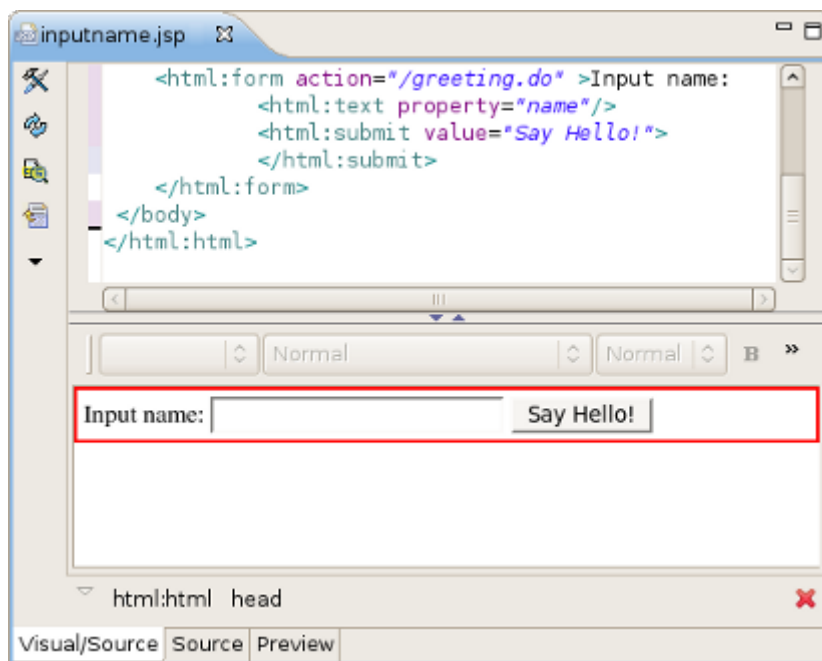 inputname.jsp
<html:form action="/greeting.do" >Input name:
<html:text property="name"/>
<html:submit value="Say Hello!">
</html:submit>
</html:form>
</body>
</html:html>
Normal Normal B »
Input name: Say Hello!
html:html head
Visual/Source Source Preview